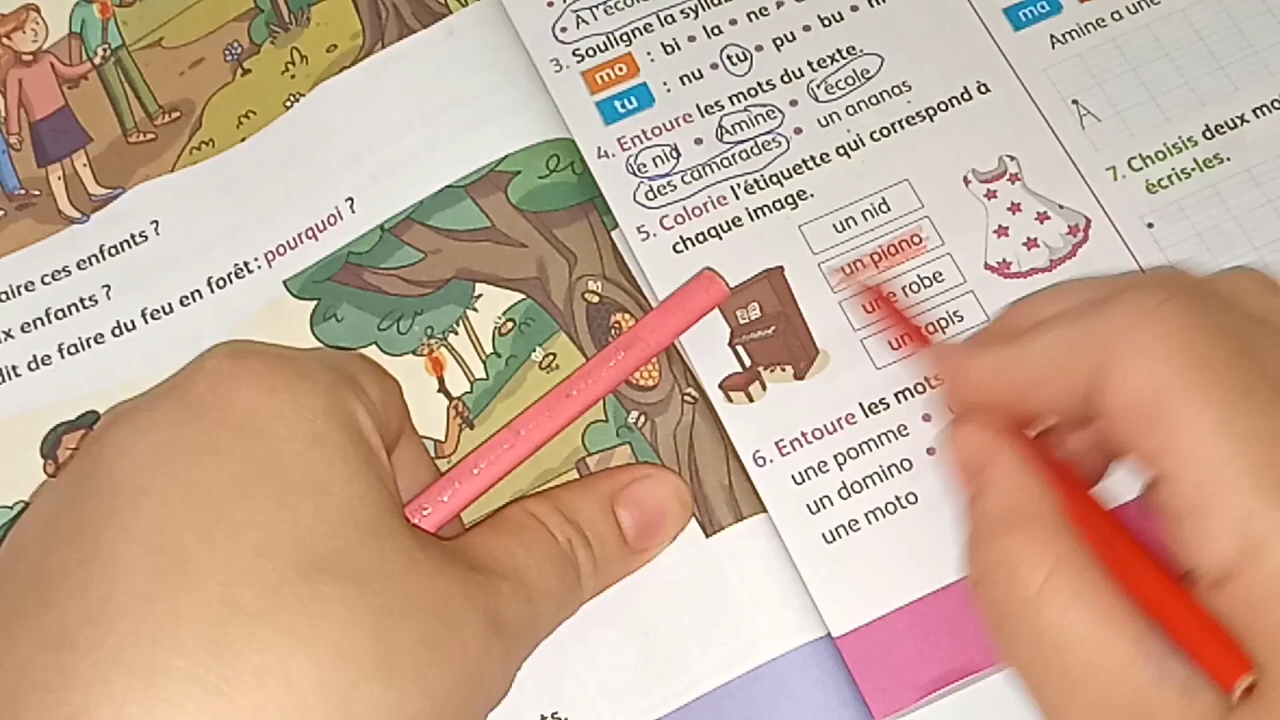 aire ces enfants ?
x enfants ?
dit de faire du feu en forêt : pourquoi ?
À l'école
3. Souligne la
mo : bi • la • ne
tu : nu • tu • pu • bu
4. Entoure les mots du texte.
le nid • Amine • l'école
des camarades • un ananas
5. Colorie l'étiquette qui correspond à
chaque image.
un nid
un piano
une robe
un tapis
6. Entoure les mots
une pomme •
un domino •
une moto
ma
Amine a une
A
7. Choisis deux
écris-les.